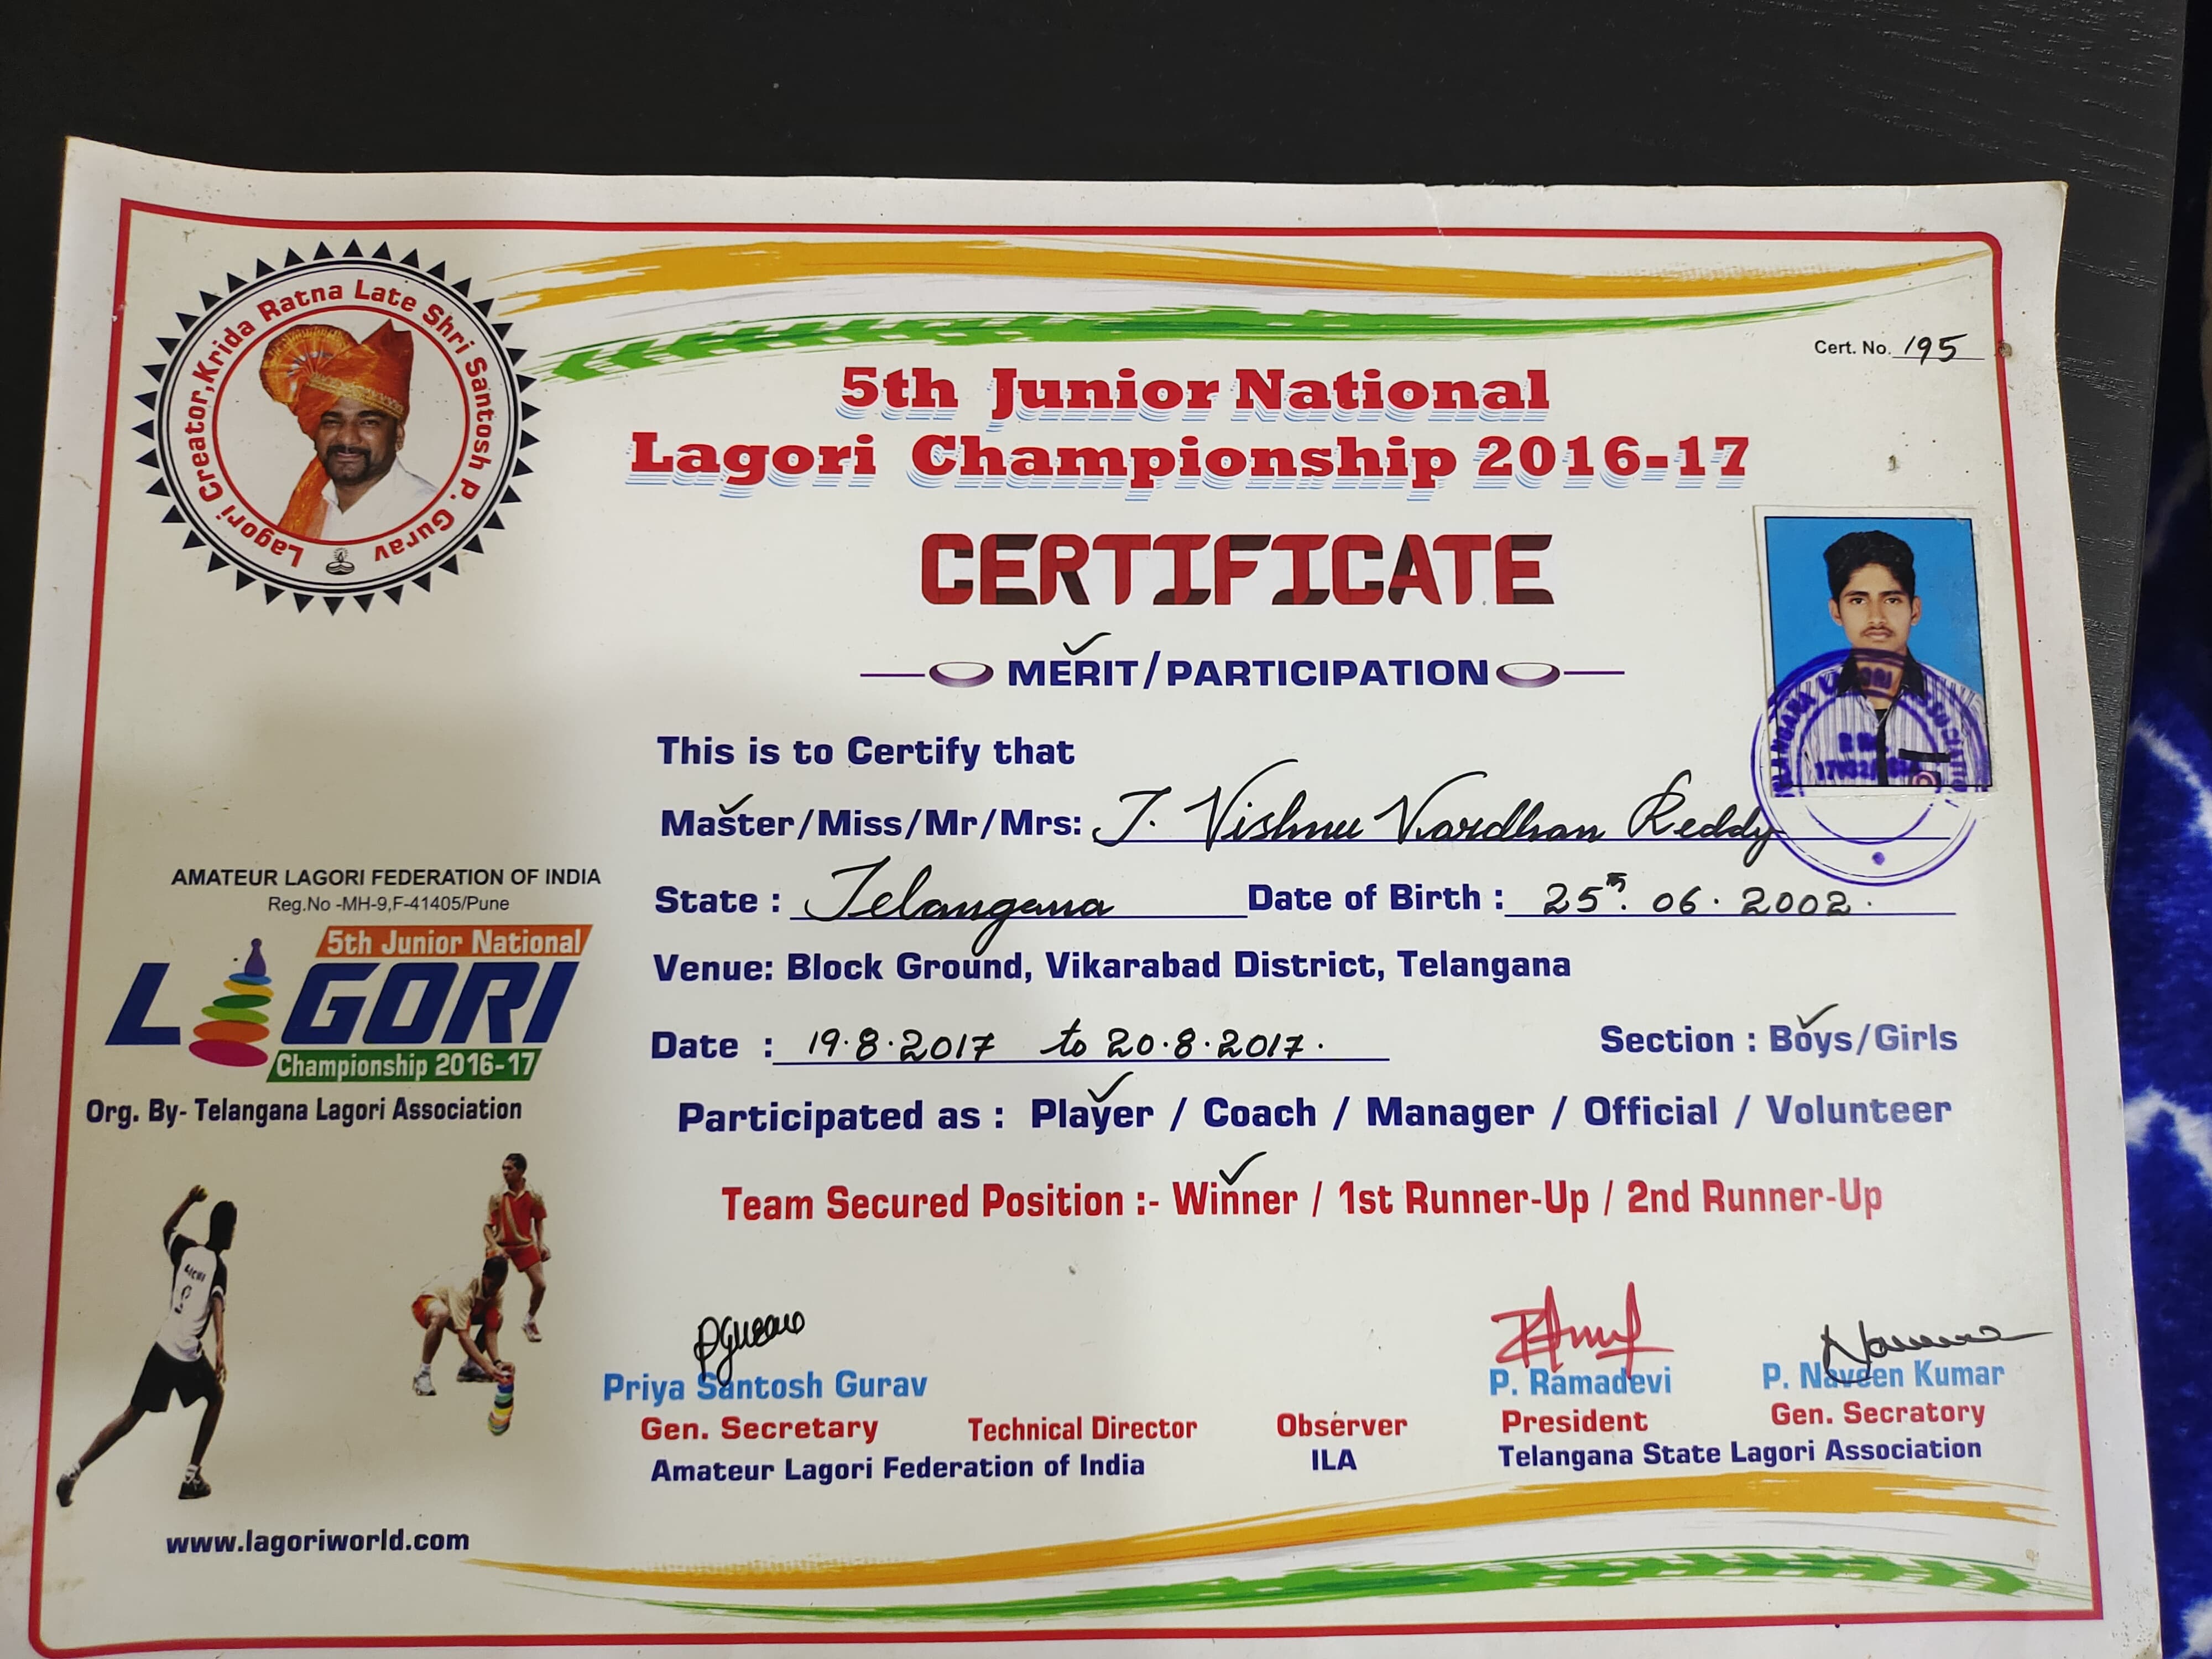 Lagori Creator,Krida Ratna Late Shri Santosh P. Gurav
Cert. No. 195
5th Junior National
Lagori Championship 2016-17
CERTIFICATE
MERIT/PARTICIPATION
This is to Certify that
Master/Miss/Mr/Mrs: J. Vishnu Vardhan Reddy
State : Telangana Date of Birth : 25th. 06. 2002.
Venue: Block Ground, Vikarabad District, Telangana
Date : 19.8.2017 to 20.8.2017. Section : Boys/Girls
Participated as : Player / Coach / Manager / Official / Volunteer
Team Secured Position :- Winner / 1st Runner-Up / 2nd Runner-Up
AMATEUR LAGORI FEDERATION OF INDIA
Reg.No -MH-9,F-41405/Pune
5th Junior National
LAGORI
Championship 2016-17
Org. By- Telangana Lagori Association
Priya Santosh Gurav
Gen. Secretary Technical Director
Amateur Lagori Federation of India
Observer
ILA
P. Ramadevi P. Naveen Kumar
President Gen. Secratory
Telangana State Lagori Association
www.lagoriworld.com